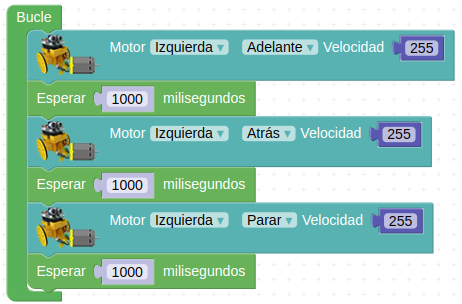 Bucle
Motor Izquierda Adelante Velocidad 255
Esperar 1000 milisegundos
Motor Izquierda Atrás Velocidad 255
Esperar 1000 milisegundos
Motor Izquierda Parar Velocidad 255
Esperar 1000 milisegundos